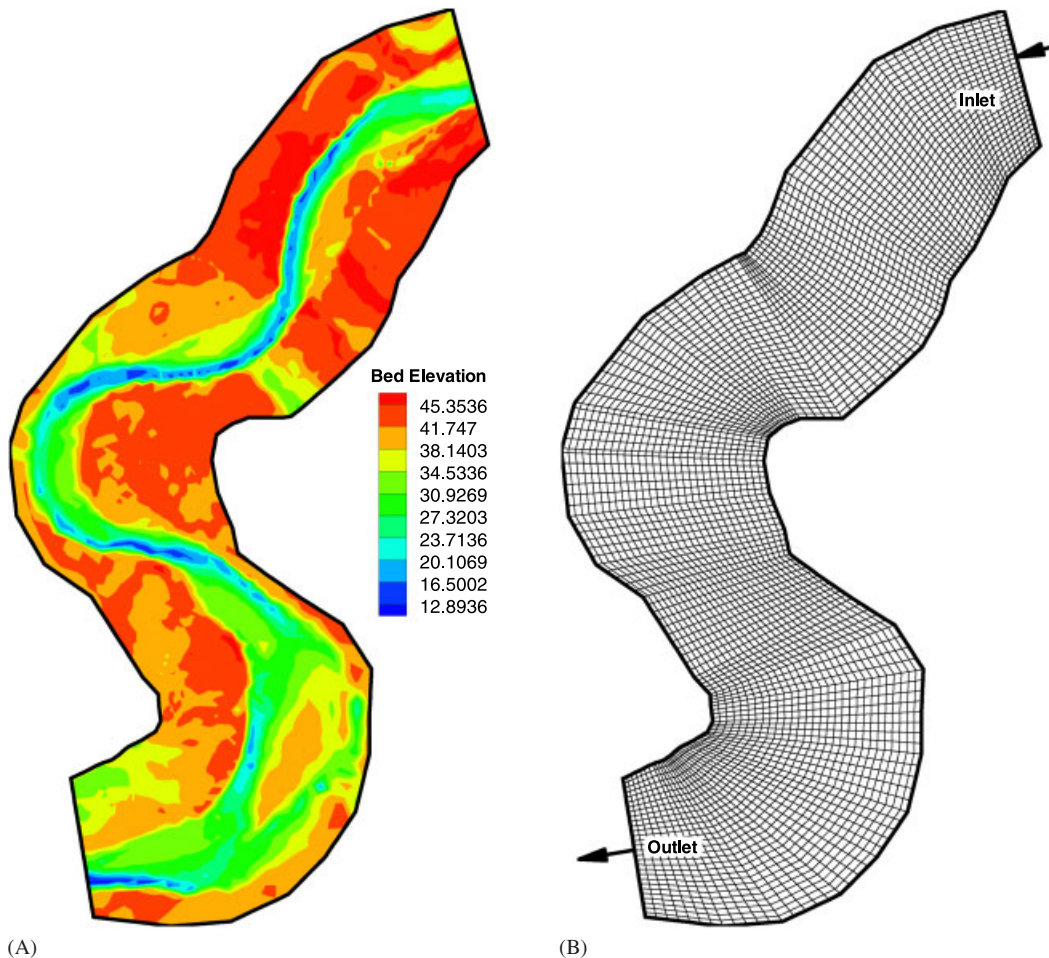 Inlet
Bed Elevation
45.3536
41.747
38.1403
34.5336
30.9269
27.3203
23.7136
20.1069
16.5002
12.8936
Outlet
(A)
(B)